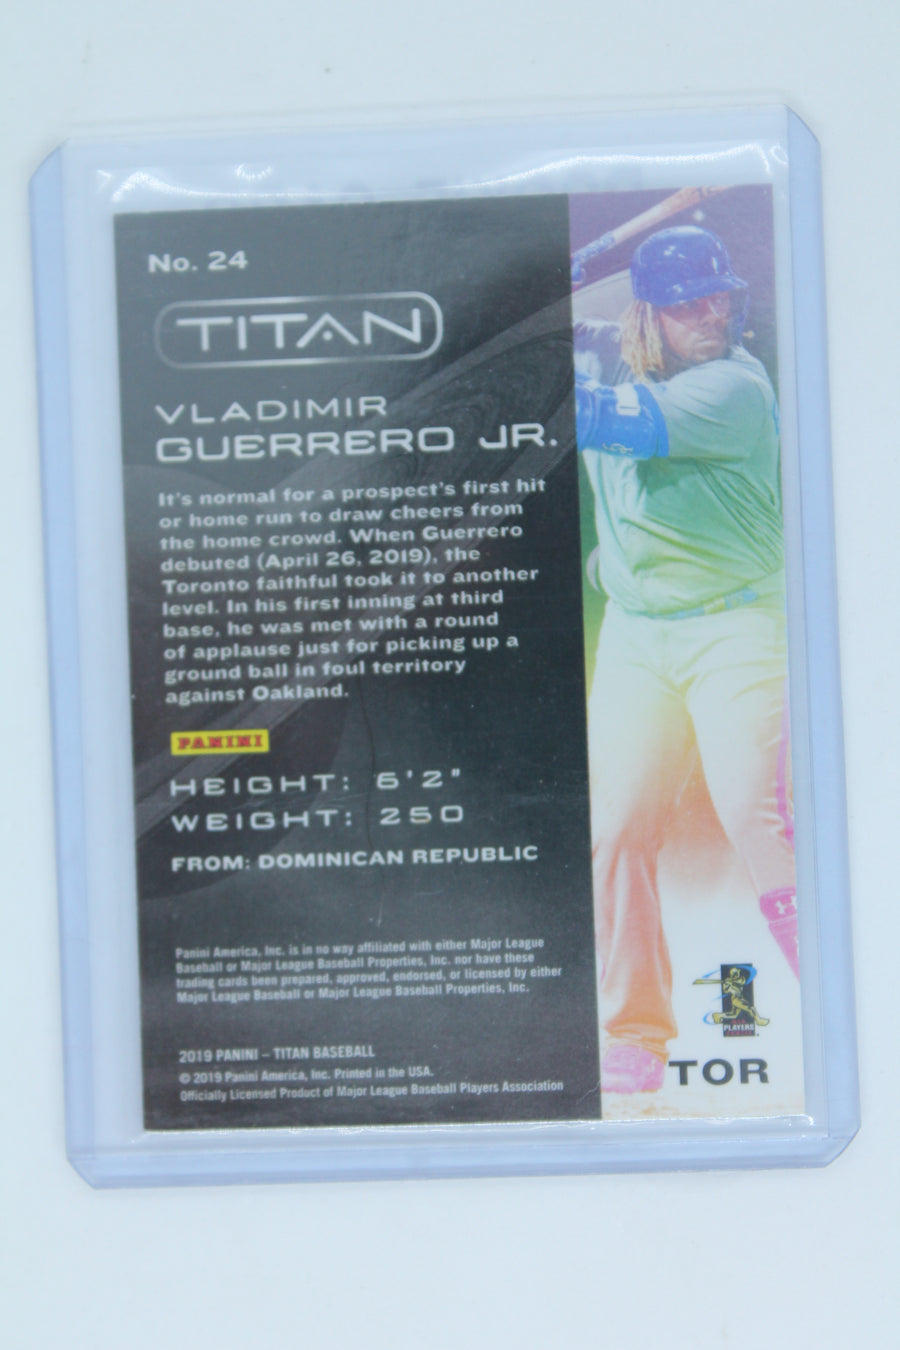 No. 24
TITAN
VLADIMIR
GUERRERO JR.
It's normal for a prospect's first hit
or home run to draw cheers from
the home crowd. When Guerrero
debuted (April 26, 2019), the
Toronto faithful took it to another
level. In his first inning at third
base, he was met with a round
of applause just for picking up a
ground ball in foul territory
against Oakland.
PANINI
HEIGHT: 6'2"
WEIGHT: 250
FROM: DOMINICAN REPUBLIC
Panini America, Inc. is in no way affiliated with either Major League
Baseball or Major League Baseball Properties, Inc. nor have these
trading cards been prepared, approved, endorsed, or licensed by either
Major League Baseball or Major League Baseball Properties, Inc.
2019 PANINI – TITAN BASEBALL
© 2019 Panini America, Inc. Printed in the USA.
Officially Licensed Product of Major League Baseball Players Association
PLAYERS
TOR